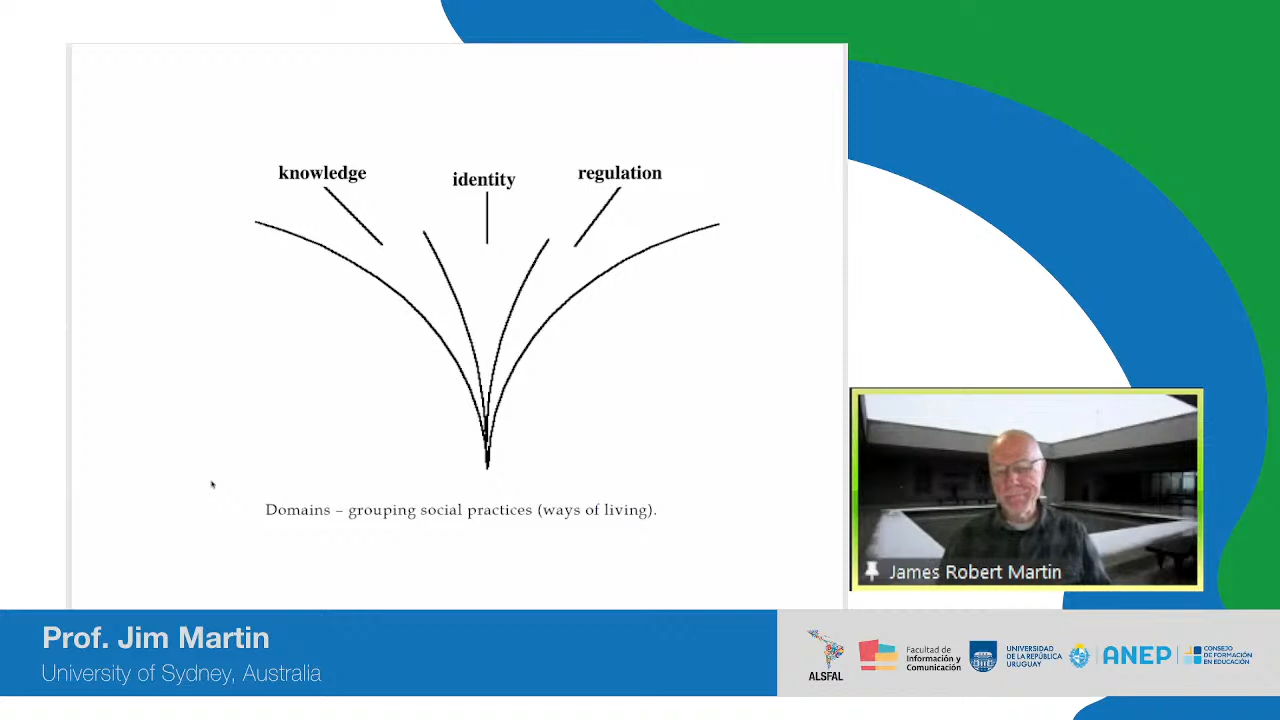 knowledge
identity
regulation
Domains – grouping social practices (ways of living).
James Robert Martin
Prof. Jim Martin
University of Sydney, Australia
ALSFAL
Facultad de
Información y
Comunicación
UNIVERSIDAD
DE LA REPÚBLICA
URUGUAY
ANEP
CONSEJO
DE FORMACIÓN
EN EDUCACIÓN